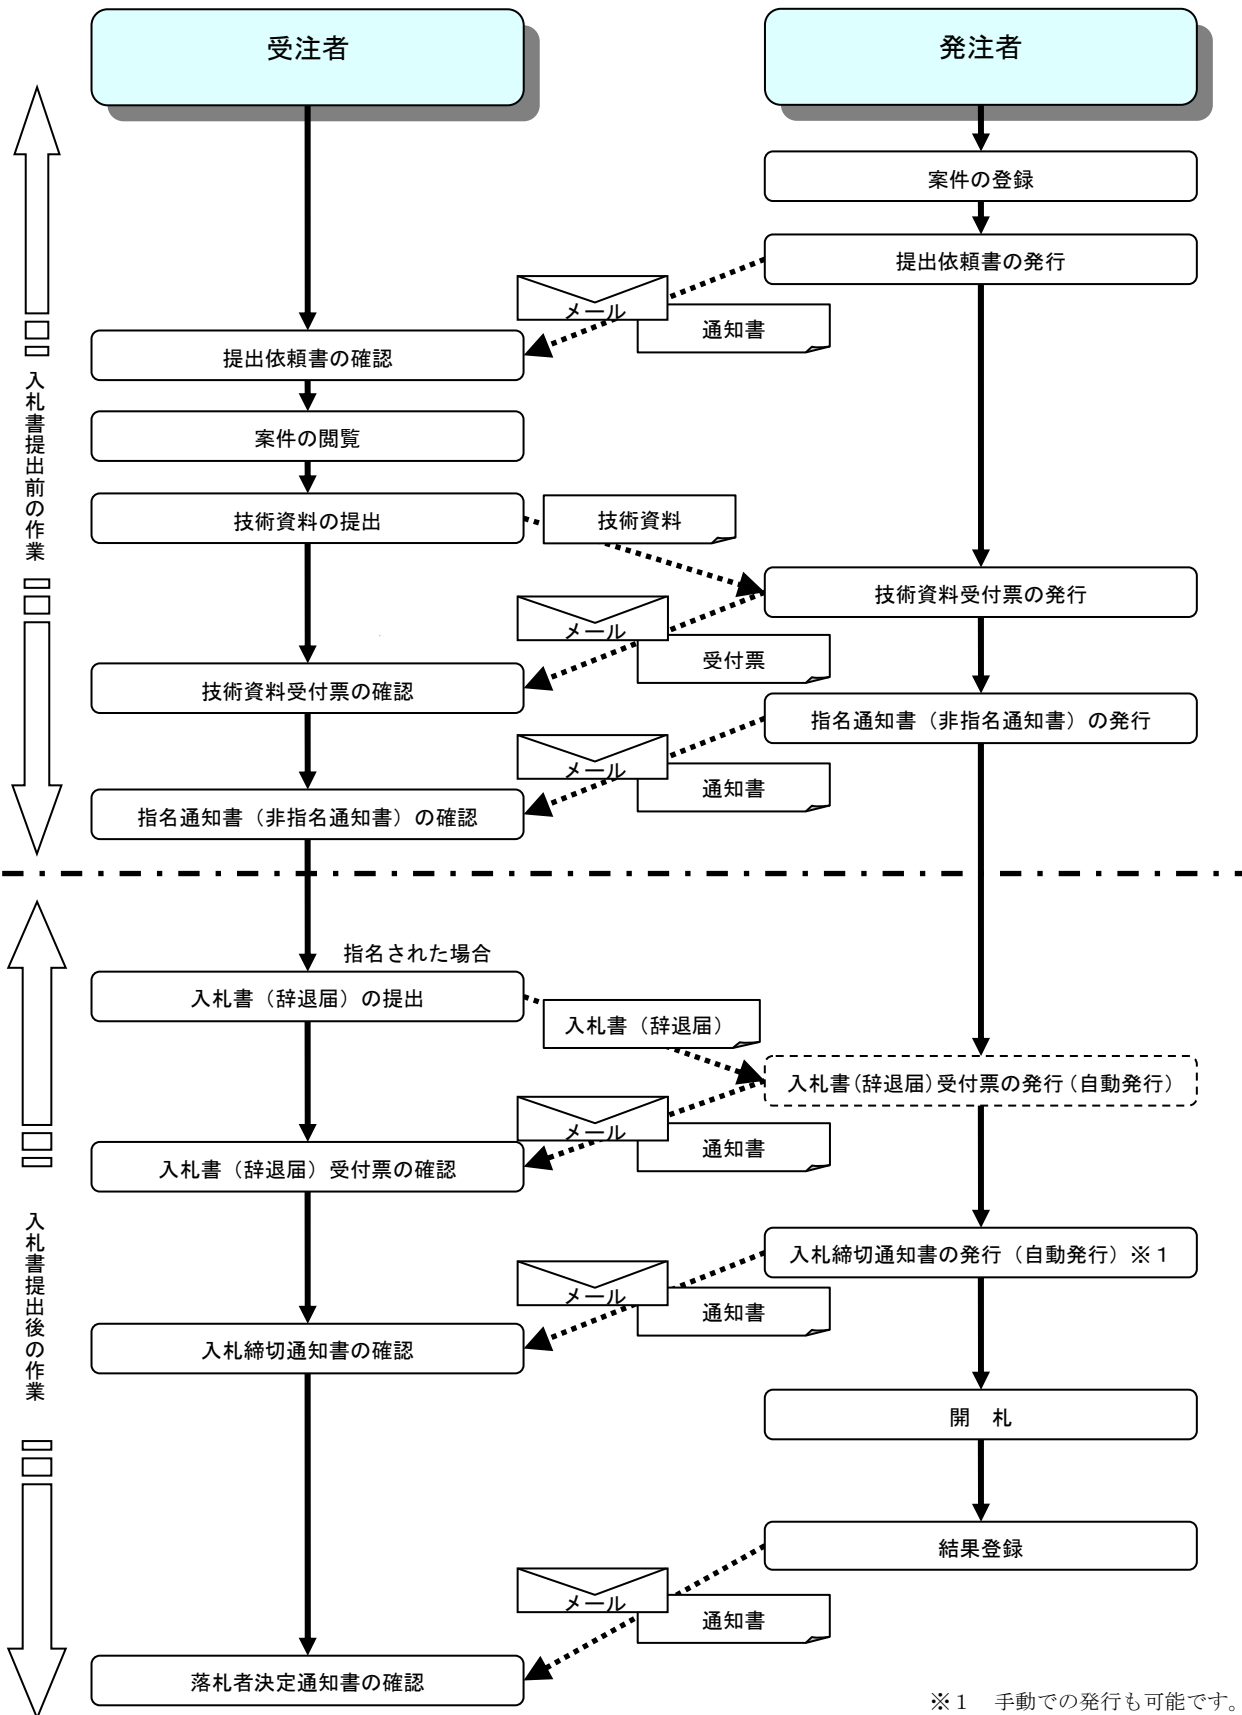 受注者
発注者
案件の登録
提出依頼書の発行
メール
通知書
提出依頼書の確認
入札書提出前の作業
案件の閲覧
技術資料の提出
技術資料
技術資料受付票の発行
メール
受付票
技術資料受付票の確認
指名通知書（非指名通知書）の発行
メール
通知書
指名通知書（非指名通知書）の確認
指名された場合
入札書（辞退届）の提出
入札書（辞退届）
入札書（辞退届）受付票の発行（自動発行）
メール
通知書
入札書（辞退届）受付票の確認
入札書提出後の作業
入札締切通知書の発行（自動発行）※１
メール
通知書
入札締切通知書の確認
開　札
結果登録
メール
通知書
落札者決定通知書の確認
※１　手動での発行も可能です。